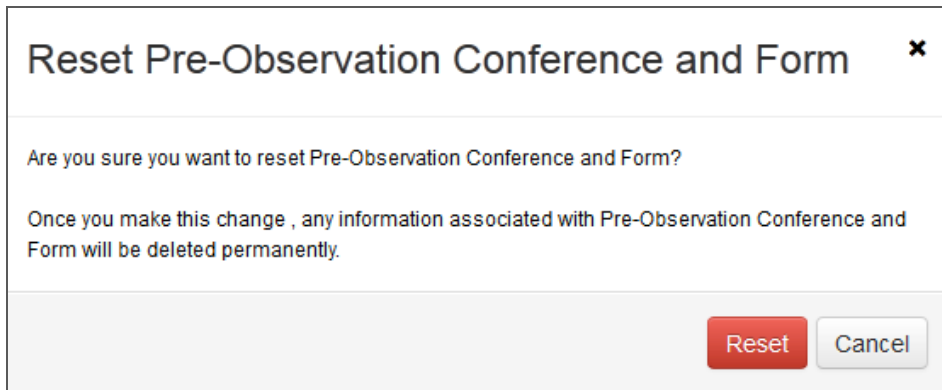 Reset Pre-Observation Conference and Form ×
Are you sure you want to reset Pre-Observation Conference and Form?
Once you make this change , any information associated with Pre-Observation Conference and
Form will be deleted permanently.
Reset Cancel